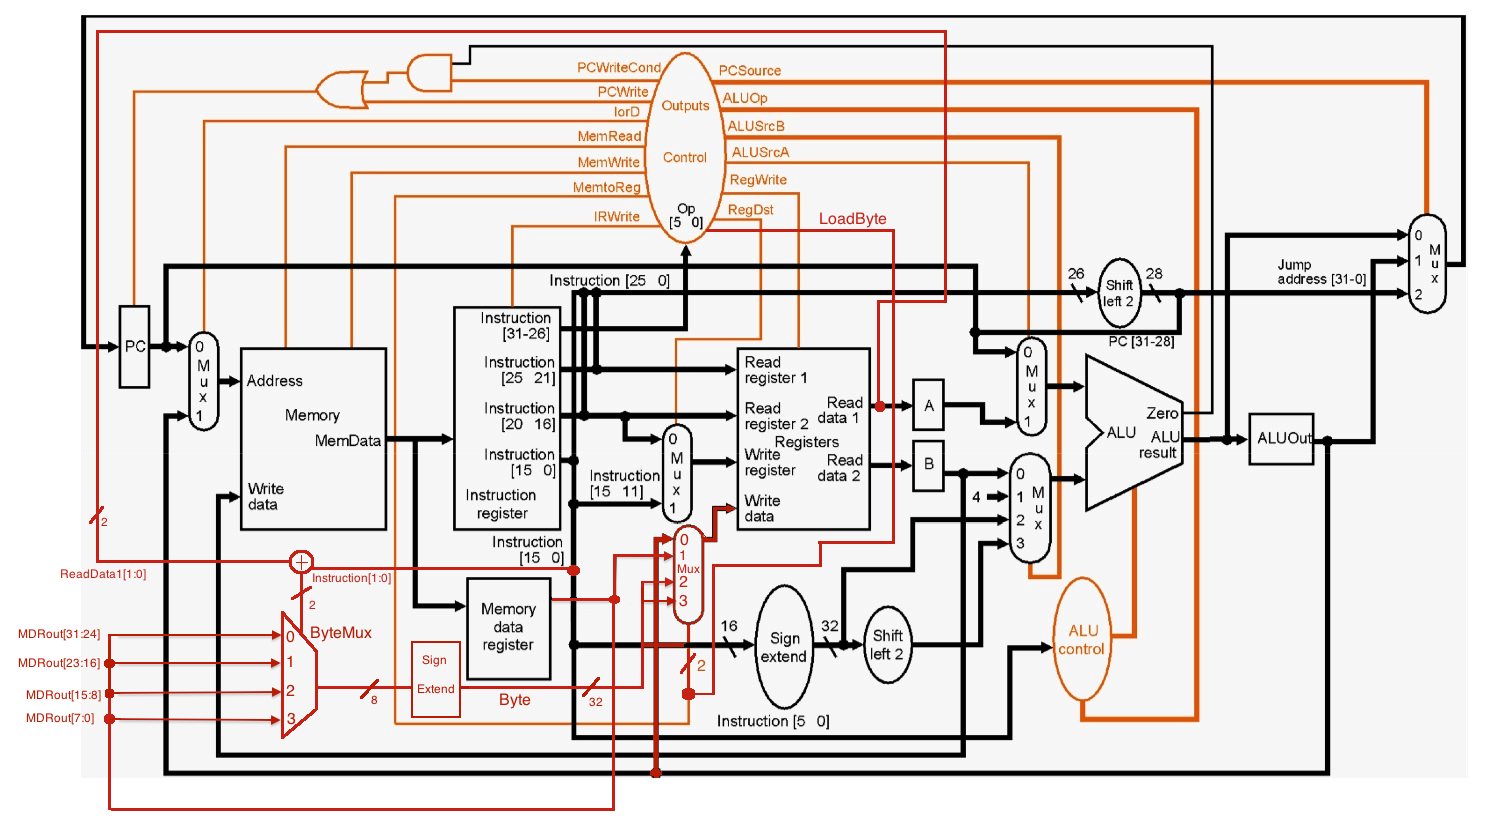 PCWriteCond
PCWrite
IorD
MemRead
MemWrite
MemtoReg
IRWrite
Outputs
Control
Op
[5 0]
PCSource
ALUOp
ALUSrcB
ALUSrcA
RegWrite
RegDst
LoadByte
Instruction [25 0]
26
Shift
left 2
28
Jump
address [31-0]
0
1
2
M
u
x
PC [31-28]
PC
0
M
u
x
1
Address
Memory
MemData
Write
data
Instruction
[31-26]
Instruction
[25 21]
Instruction
[20 16]
Instruction
[15 0]
Instruction
register
Instruction
[15 11]
0
M
u
x
1
Read
register 1
Read
register 2
Registers
Write
register
Write
data
Read
data 1
Read
data 2
A
B
0
M
u
x
1
0
4
1
2
3
M
u
x
Zero
ALU
ALU
result
ALUOut
2
ReadData1[1:0]
+
Instruction[1:0]
2
Instruction
[15 0]
Memory
data
register
0
1
Mux
2
3
2
16
Sign
extend
32
Shift
left 2
ALU
control
MDRout[31:24]
MDRout[23:16]
MDRout[15:8]
MDRout[7:0]
0
1
2
3
ByteMux
8
Sign
Extend
Byte
32
Instruction [5 0]